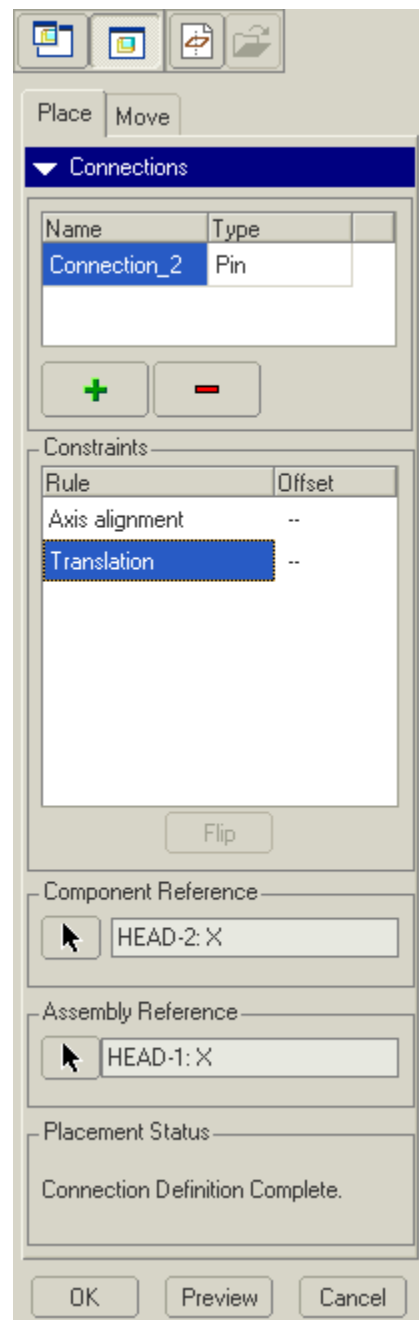 Place Move
Connections
Name Type
Connection_2 Pin
Constraints
Rule Offset
Axis alignment --
Translation --
Flip
Component Reference
HEAD-2: X
Assembly Reference
HEAD-1: X
Placement Status
Connection Definition Complete.
OK Preview Cancel